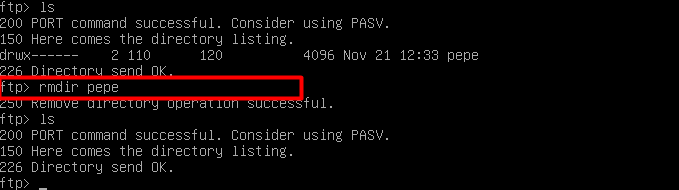 ftp> ls
200 PORT command successful. Consider using PASV.
150 Here comes the directory listing.
drwx------    2 110      120          4096 Nov 21 12:33 pepe
226 Directory send OK.
ftp> rmdir pepe
250 Remove directory operation successful.
ftp> ls
200 PORT command successful. Consider using PASV.
150 Here comes the directory listing.
226 Directory send OK.
ftp> _